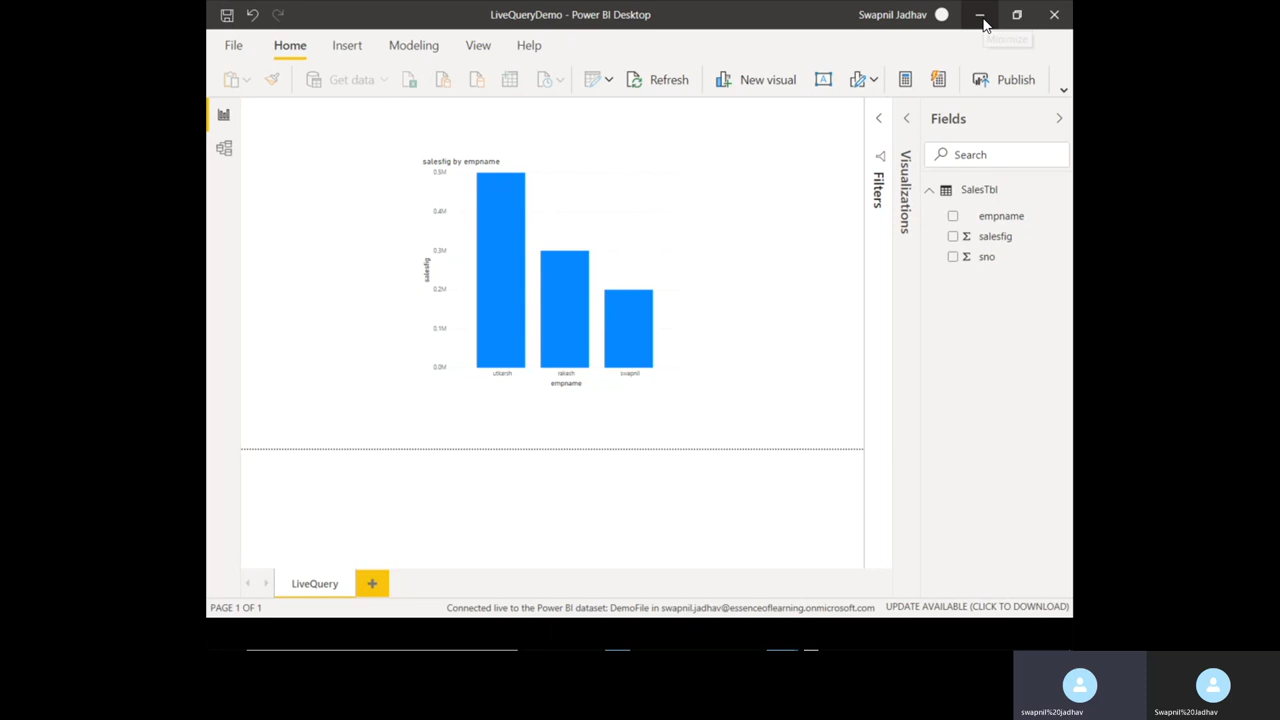 LiveQueryDemo - Power BI Desktop
Swapnil Jadhav
Minimize
File Home Insert Modeling View Help
Get data
Refresh
New visual
Publish
salesfig by empname
0.5M
0.4M
0.3M
0.2M
0.1M
0.0M
salesfig
utkarsh rakesh swapnil
empname
Filters
Visualizations
Fields
Search
SalesTbl
empname
salesfig
sno
LiveQuery
PAGE 1 OF 1
Connected live to the Power BI dataset: DemoFile in swapnil.jadhav@essenceoflearning.onmicrosoft.com
UPDATE AVAILABLE (CLICK TO DOWNLOAD)
swapnil%20jadhav
Swapnil%20Jadhav